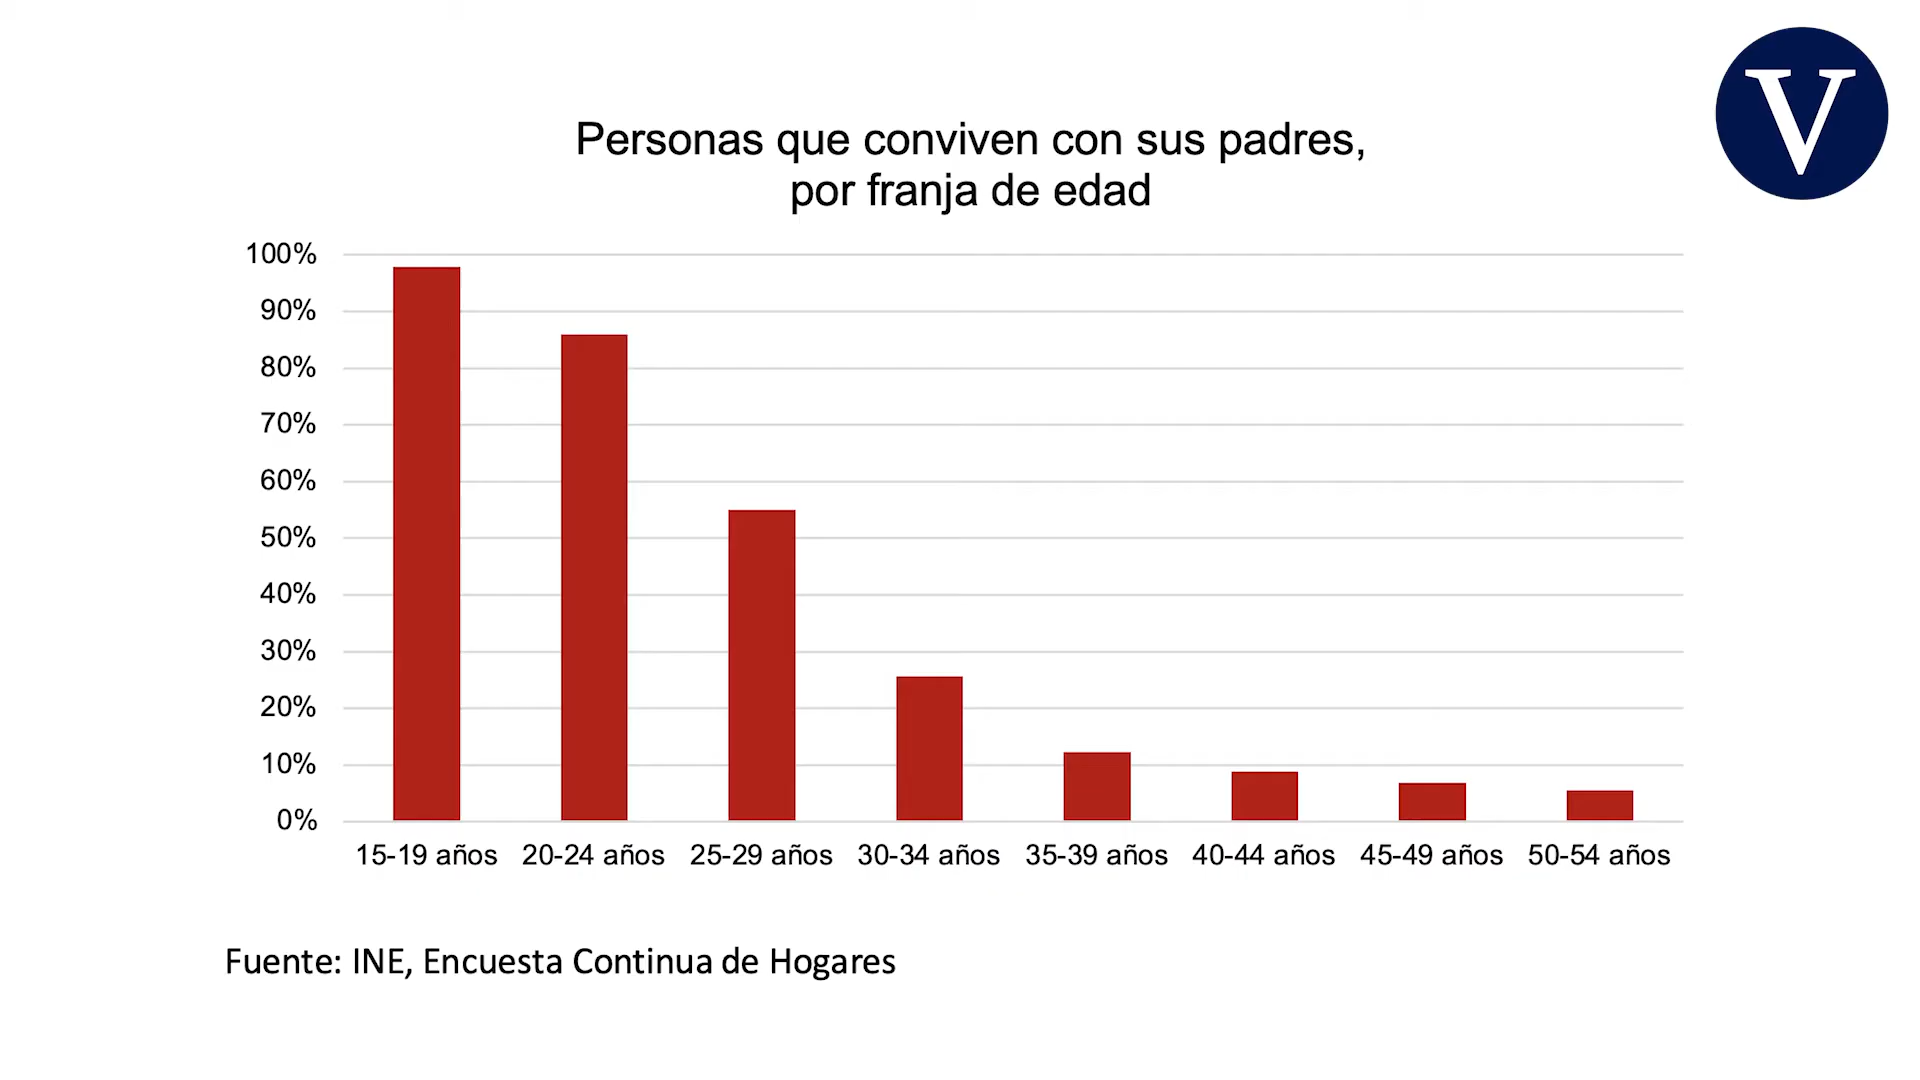 V
Personas que conviven con sus padres,
por franja de edad
100%
90%
80%
70%
60%
50%
40%
30%
20%
10%
0%
15-19 años 20-24 años 25-29 años 30-34 años 35-39 años 40-44 años 45-49 años 50-54 años
Fuente: INE, Encuesta Continua de Hogares